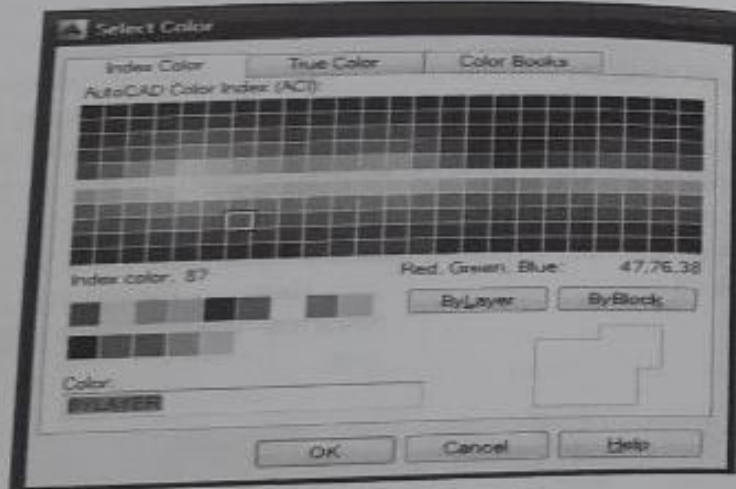 Select Color
Index Color True Color Color Books
AutoCAD Color Index (ACI):
Index color: 87 Red, Green, Blue: 47,76,38
ByLayer ByBlock
Color:
BYLAYER
OK Cancel Help